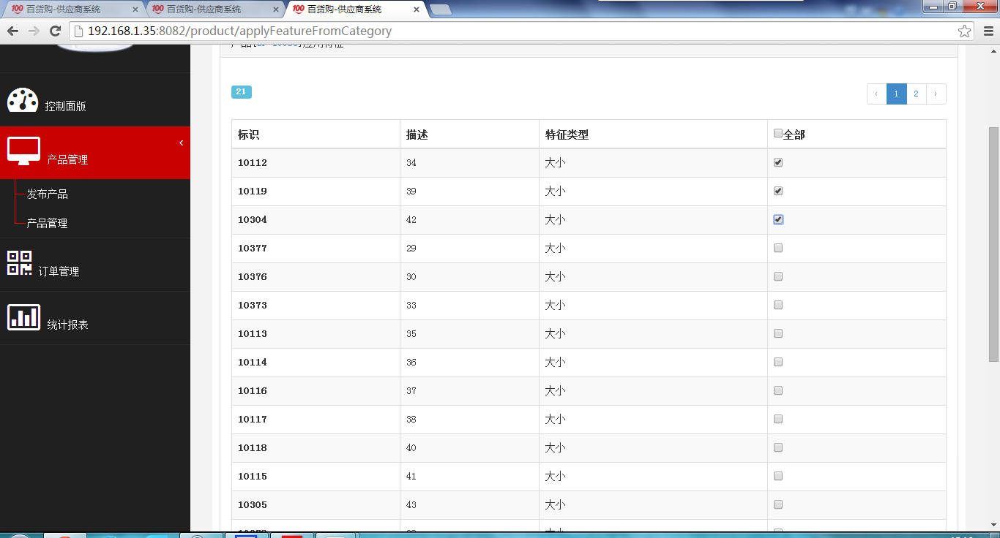 100 百货购-供应商系统
100 百货购-供应商系统
100 百货购-供应商系统
192.168.1.35:8082/product/applyFeatureFromCategory
控制面版
产品管理
发布产品
产品管理
订单管理
统计报表
21
‹ 1 2 ›
标识 描述 特征类型 全部
10112 34 大小
10119 39 大小
10304 42 大小
10377 29 大小
10376 30 大小
10373 33 大小
10113 35 大小
10114 36 大小
10116 37 大小
10117 38 大小
10118 40 大小
10115 41 大小
10305 43 大小